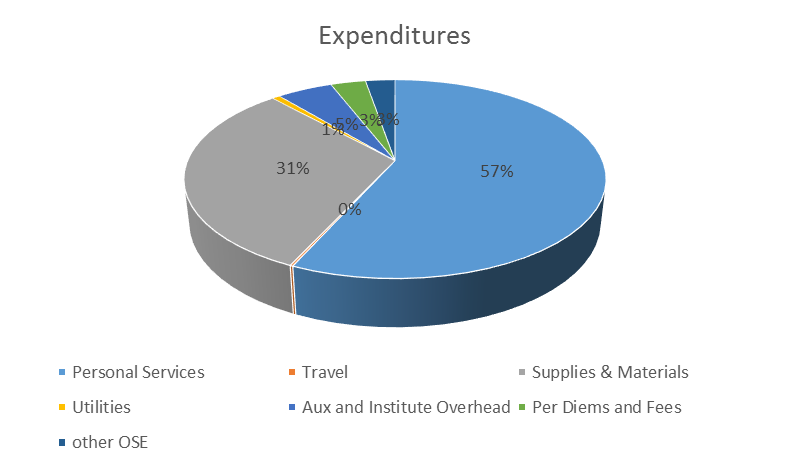 Expenditures
1% 5% 3% 3%
31% 57%
0%
Personal Services Travel Supplies & Materials
Utilities Aux and Institute Overhead Per Diems and Fees
other OSE